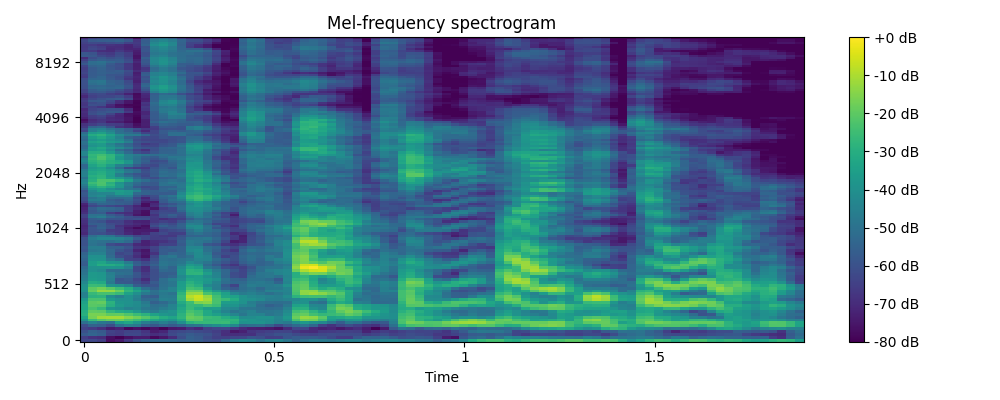 Mel-frequency spectrogram
Hz
8192
4096
2048
1024
512
0
0
0.5
1
1.5
Time
+0 dB
-10 dB
-20 dB
-30 dB
-40 dB
-50 dB
-60 dB
-70 dB
-80 dB